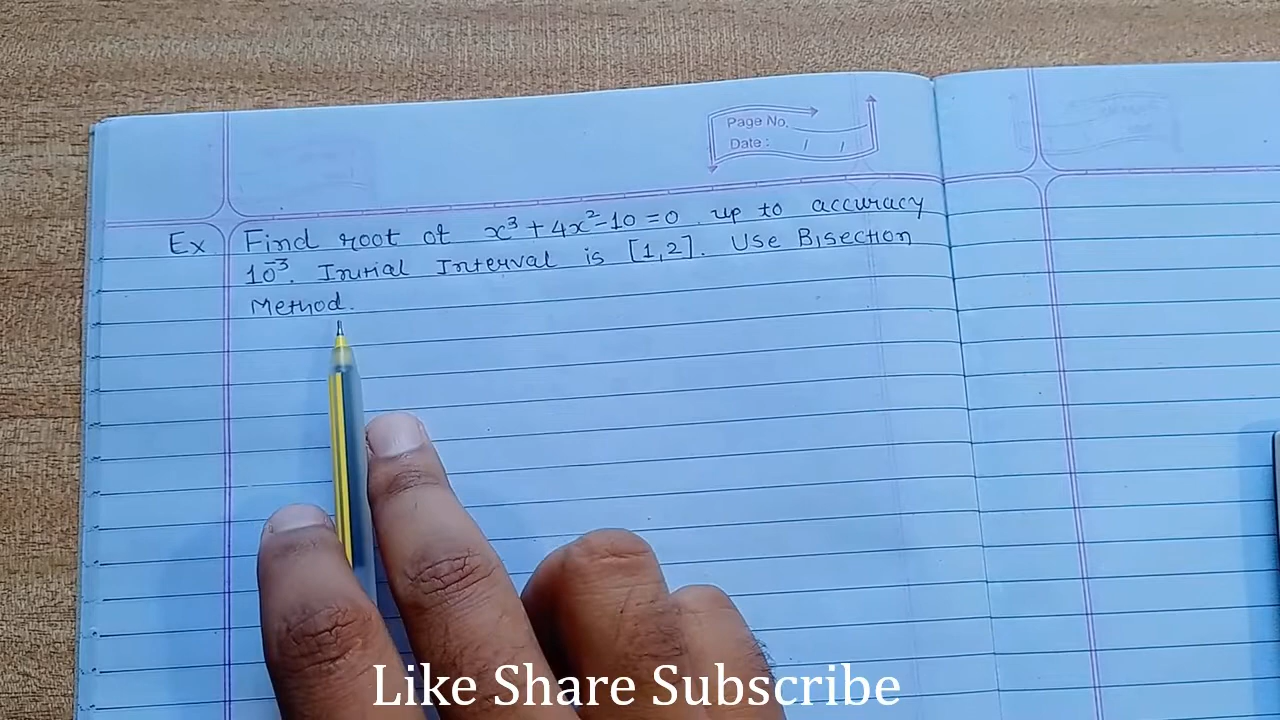 Page No.
Date : / /
Ex Find root of x³ + 4x² - 10 = 0 up to accuracy
10⁻³. Initial Interval is [1,2]. Use Bisection
Method.
Like Share Subscribe